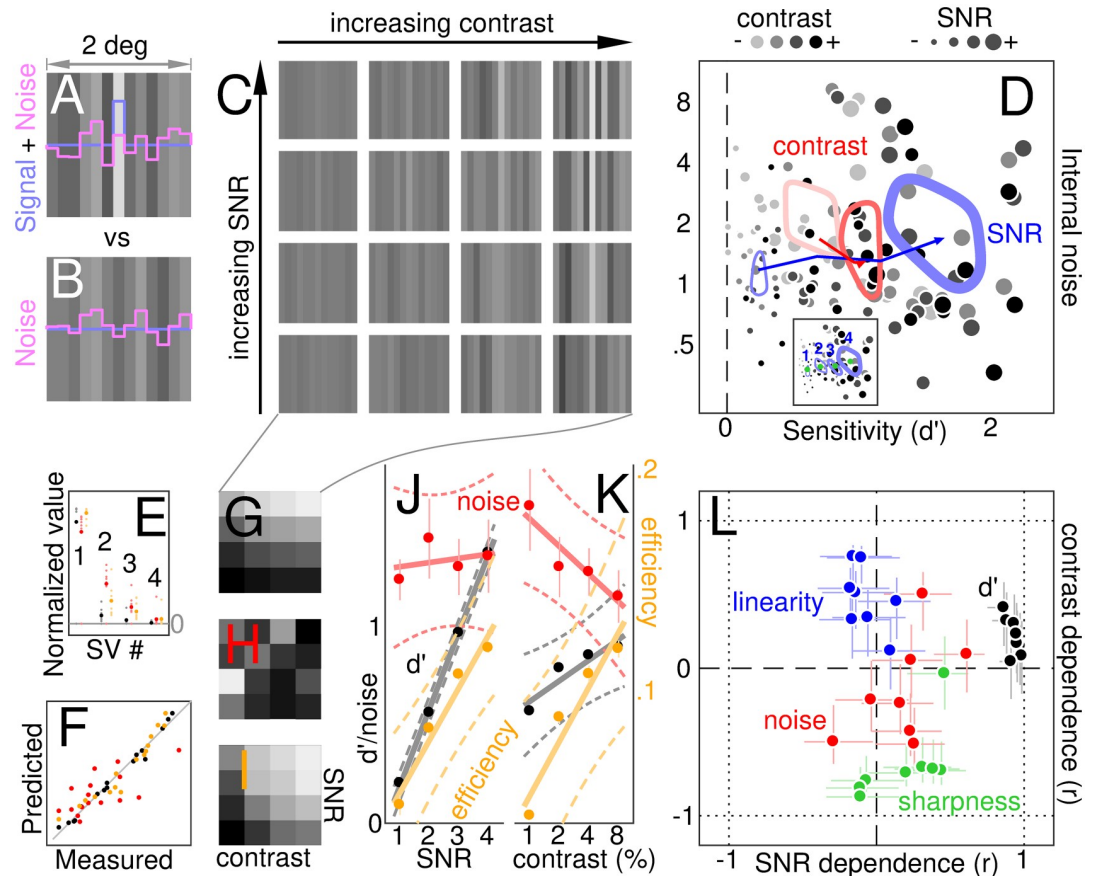 increasing contrast
contrast
SNR
- +
- +
2 deg
A
Signal + Noise
vs
B
Noise
C
increasing SNR
D
8
4
2
1
.5
contrast
SNR
1 2 3 4
Internal noise
0
2
Sensitivity (d')
E
Normalized value
1
2
3
4
0
SV #
F
Predicted
Measured
G
H
I
SNR
contrast
J
noise
d'
1
0
d'/noise
efficiency
1 2 3 4
SNR
K
.2
.1
efficiency
1 2 4 8
contrast (%)
L
1
0
-1
linearity
d'
noise
sharpness
contrast dependence (r)
-1
1
SNR dependence (r)